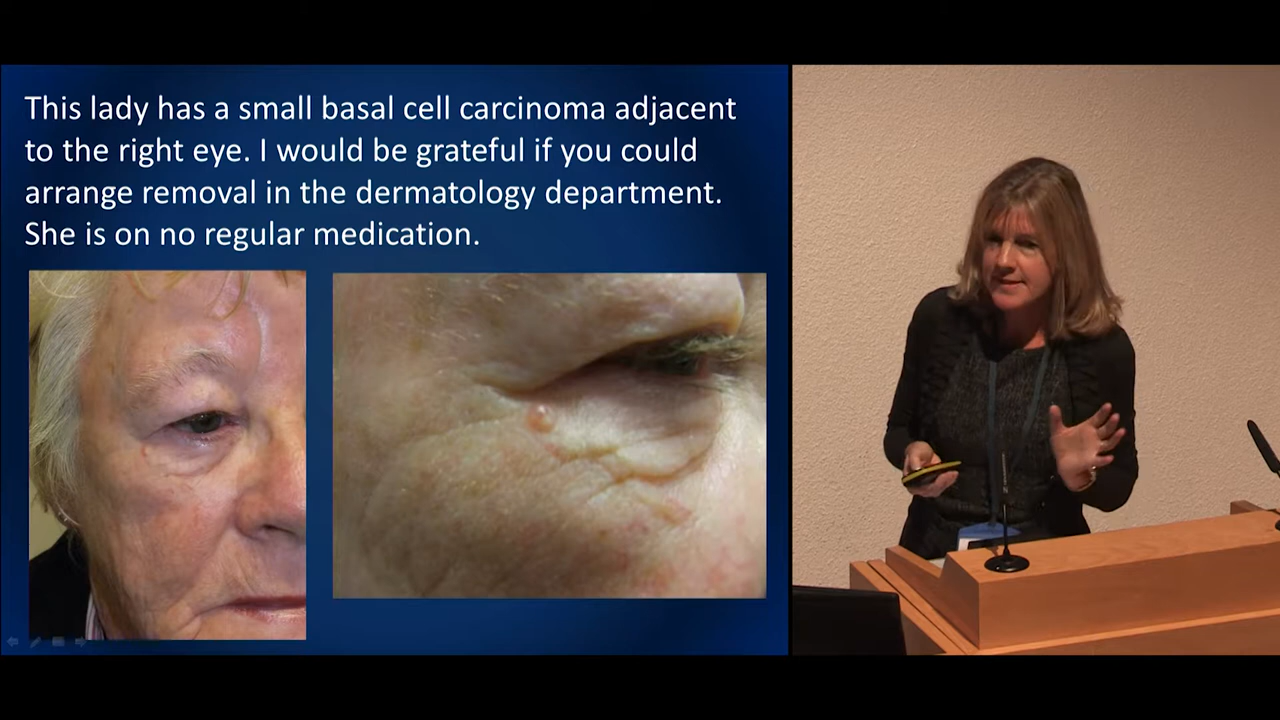 This lady has a small basal cell carcinoma adjacent
to the right eye. I would be grateful if you could
arrange removal in the dermatology department.
She is on no regular medication.